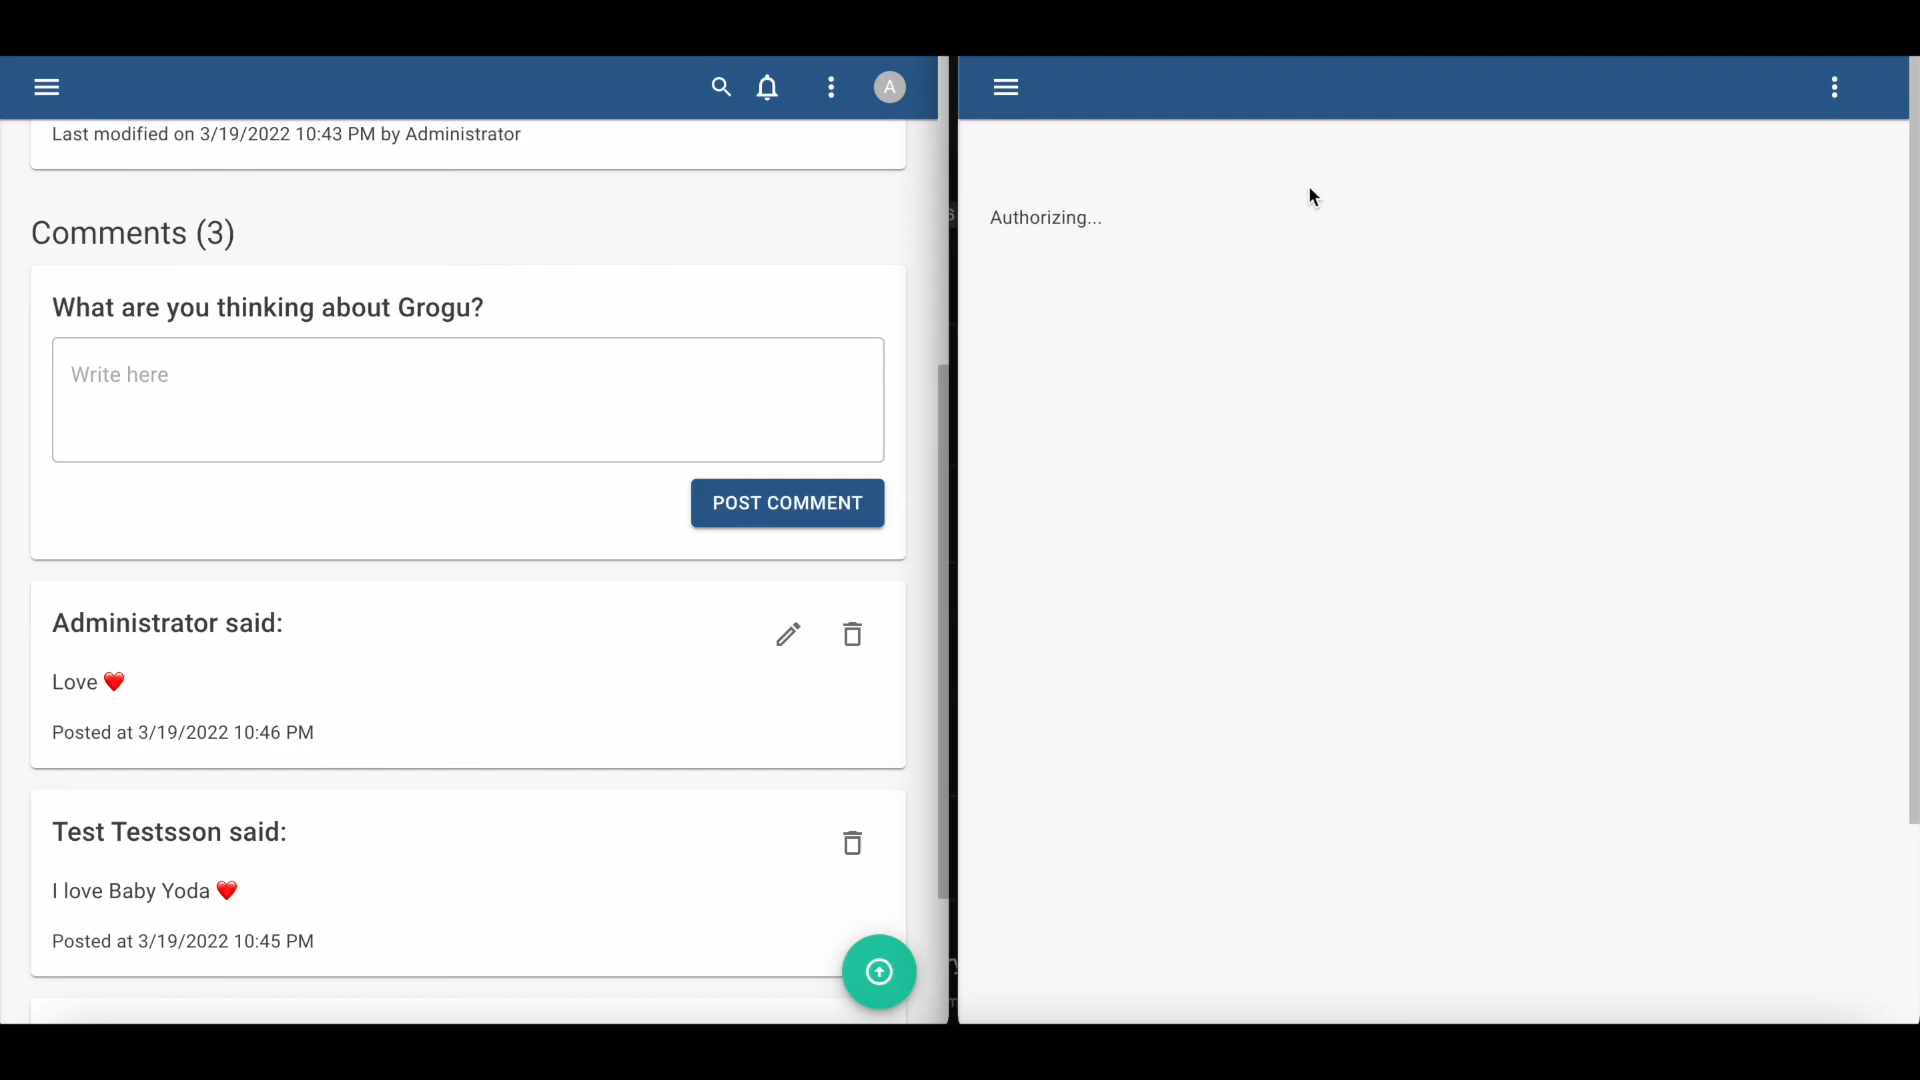 A
Last modified on 3/19/2022 10:43 PM by Administrator
Comments (3)
What are you thinking about Grogu?
Write here
POST COMMENT
Administrator said:
Love ❤️
Posted at 3/19/2022 10:46 PM
Test Testsson said:
I love Baby Yoda ❤️
Posted at 3/19/2022 10:45 PM
Authorizing...